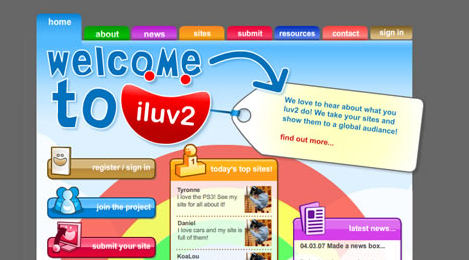 home
about
news
sites
submit
resources
contact
sign in
welcome
to
iluv2
We love to hear about what you
luv2 do! We take your sites and
show them to a global audiance!
find out more...
register / sign in
join the project
submit your site
1
today's top sites!
Tyronne
I love the PS3! See my
site for all about it!
Daniel
I love cars and my site is
full of them!
KoaLou
latest news...
04.03.07 Made a news box...